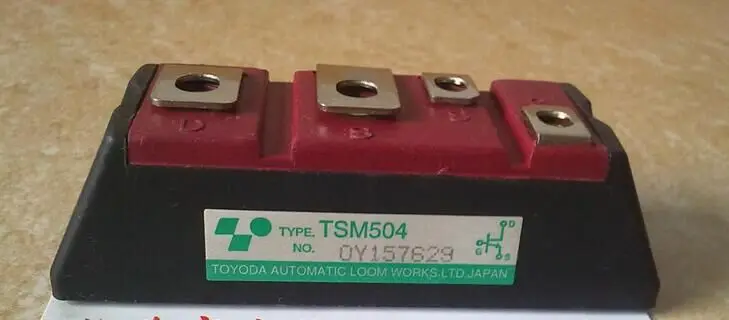 D
TYPE. TSM504
NO. 0Y157629
D
G
S
TOYODA AUTOMATIC LOOM WORKS.LTD.JAPAN